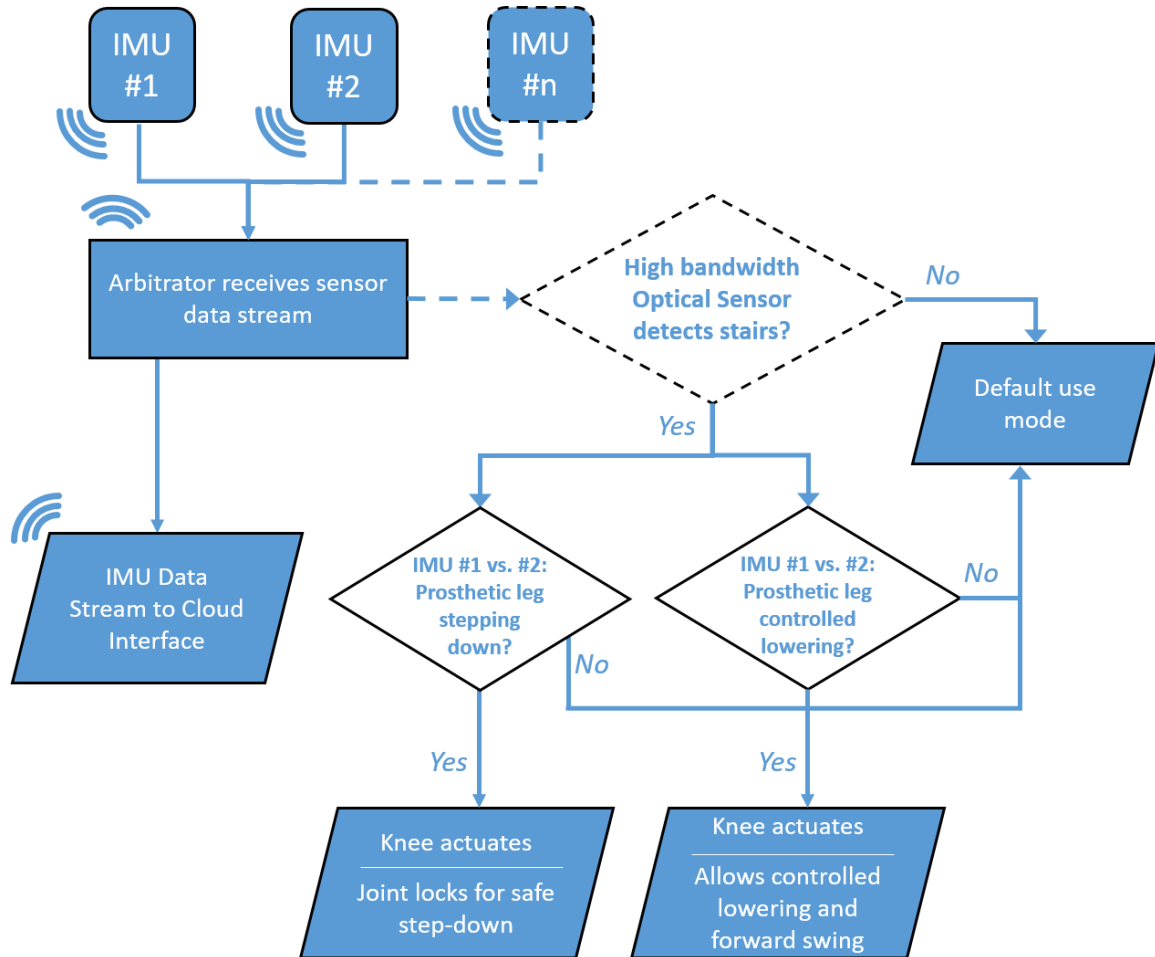 IMU
#1
IMU
#2
IMU
#n
Arbitrator receives sensor
data stream
High bandwidth
Optical Sensor
detects stairs?
No
Default use
mode
Yes
IMU #1 vs. #2:
Prosthetic leg
stepping
down?
IMU #1 vs. #2:
Prosthetic leg
controlled
lowering?
No
No
IMU Data
Stream to Cloud
Interface
Yes
Yes
Knee actuates
Joint locks for safe
step-down
Knee actuates
Allows controlled
lowering and
forward swing